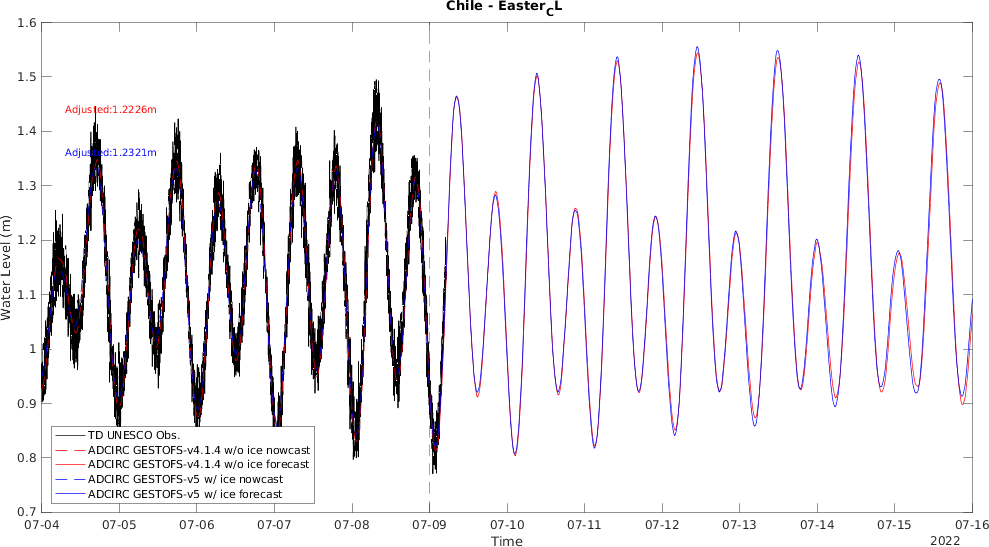 Chile - Easter_CL
1.6
1.5
1.4
1.3
1.2
1.1
1
0.9
0.8
0.7
Water Level (m)
Adjusted:1.2226m
Adjusted:1.2321m
TD UNESCO Obs.
ADCIRC GESTOFS-v4.1.4 w/o ice nowcast
ADCIRC GESTOFS-v4.1.4 w/o ice forecast
ADCIRC GESTOFS-v5 w/ ice nowcast
ADCIRC GESTOFS-v5 w/ ice forecast
07-04 07-05 07-06 07-07 07-08 07-09 07-10 07-11 07-12 07-13 07-14 07-15 07-16
Time
2022